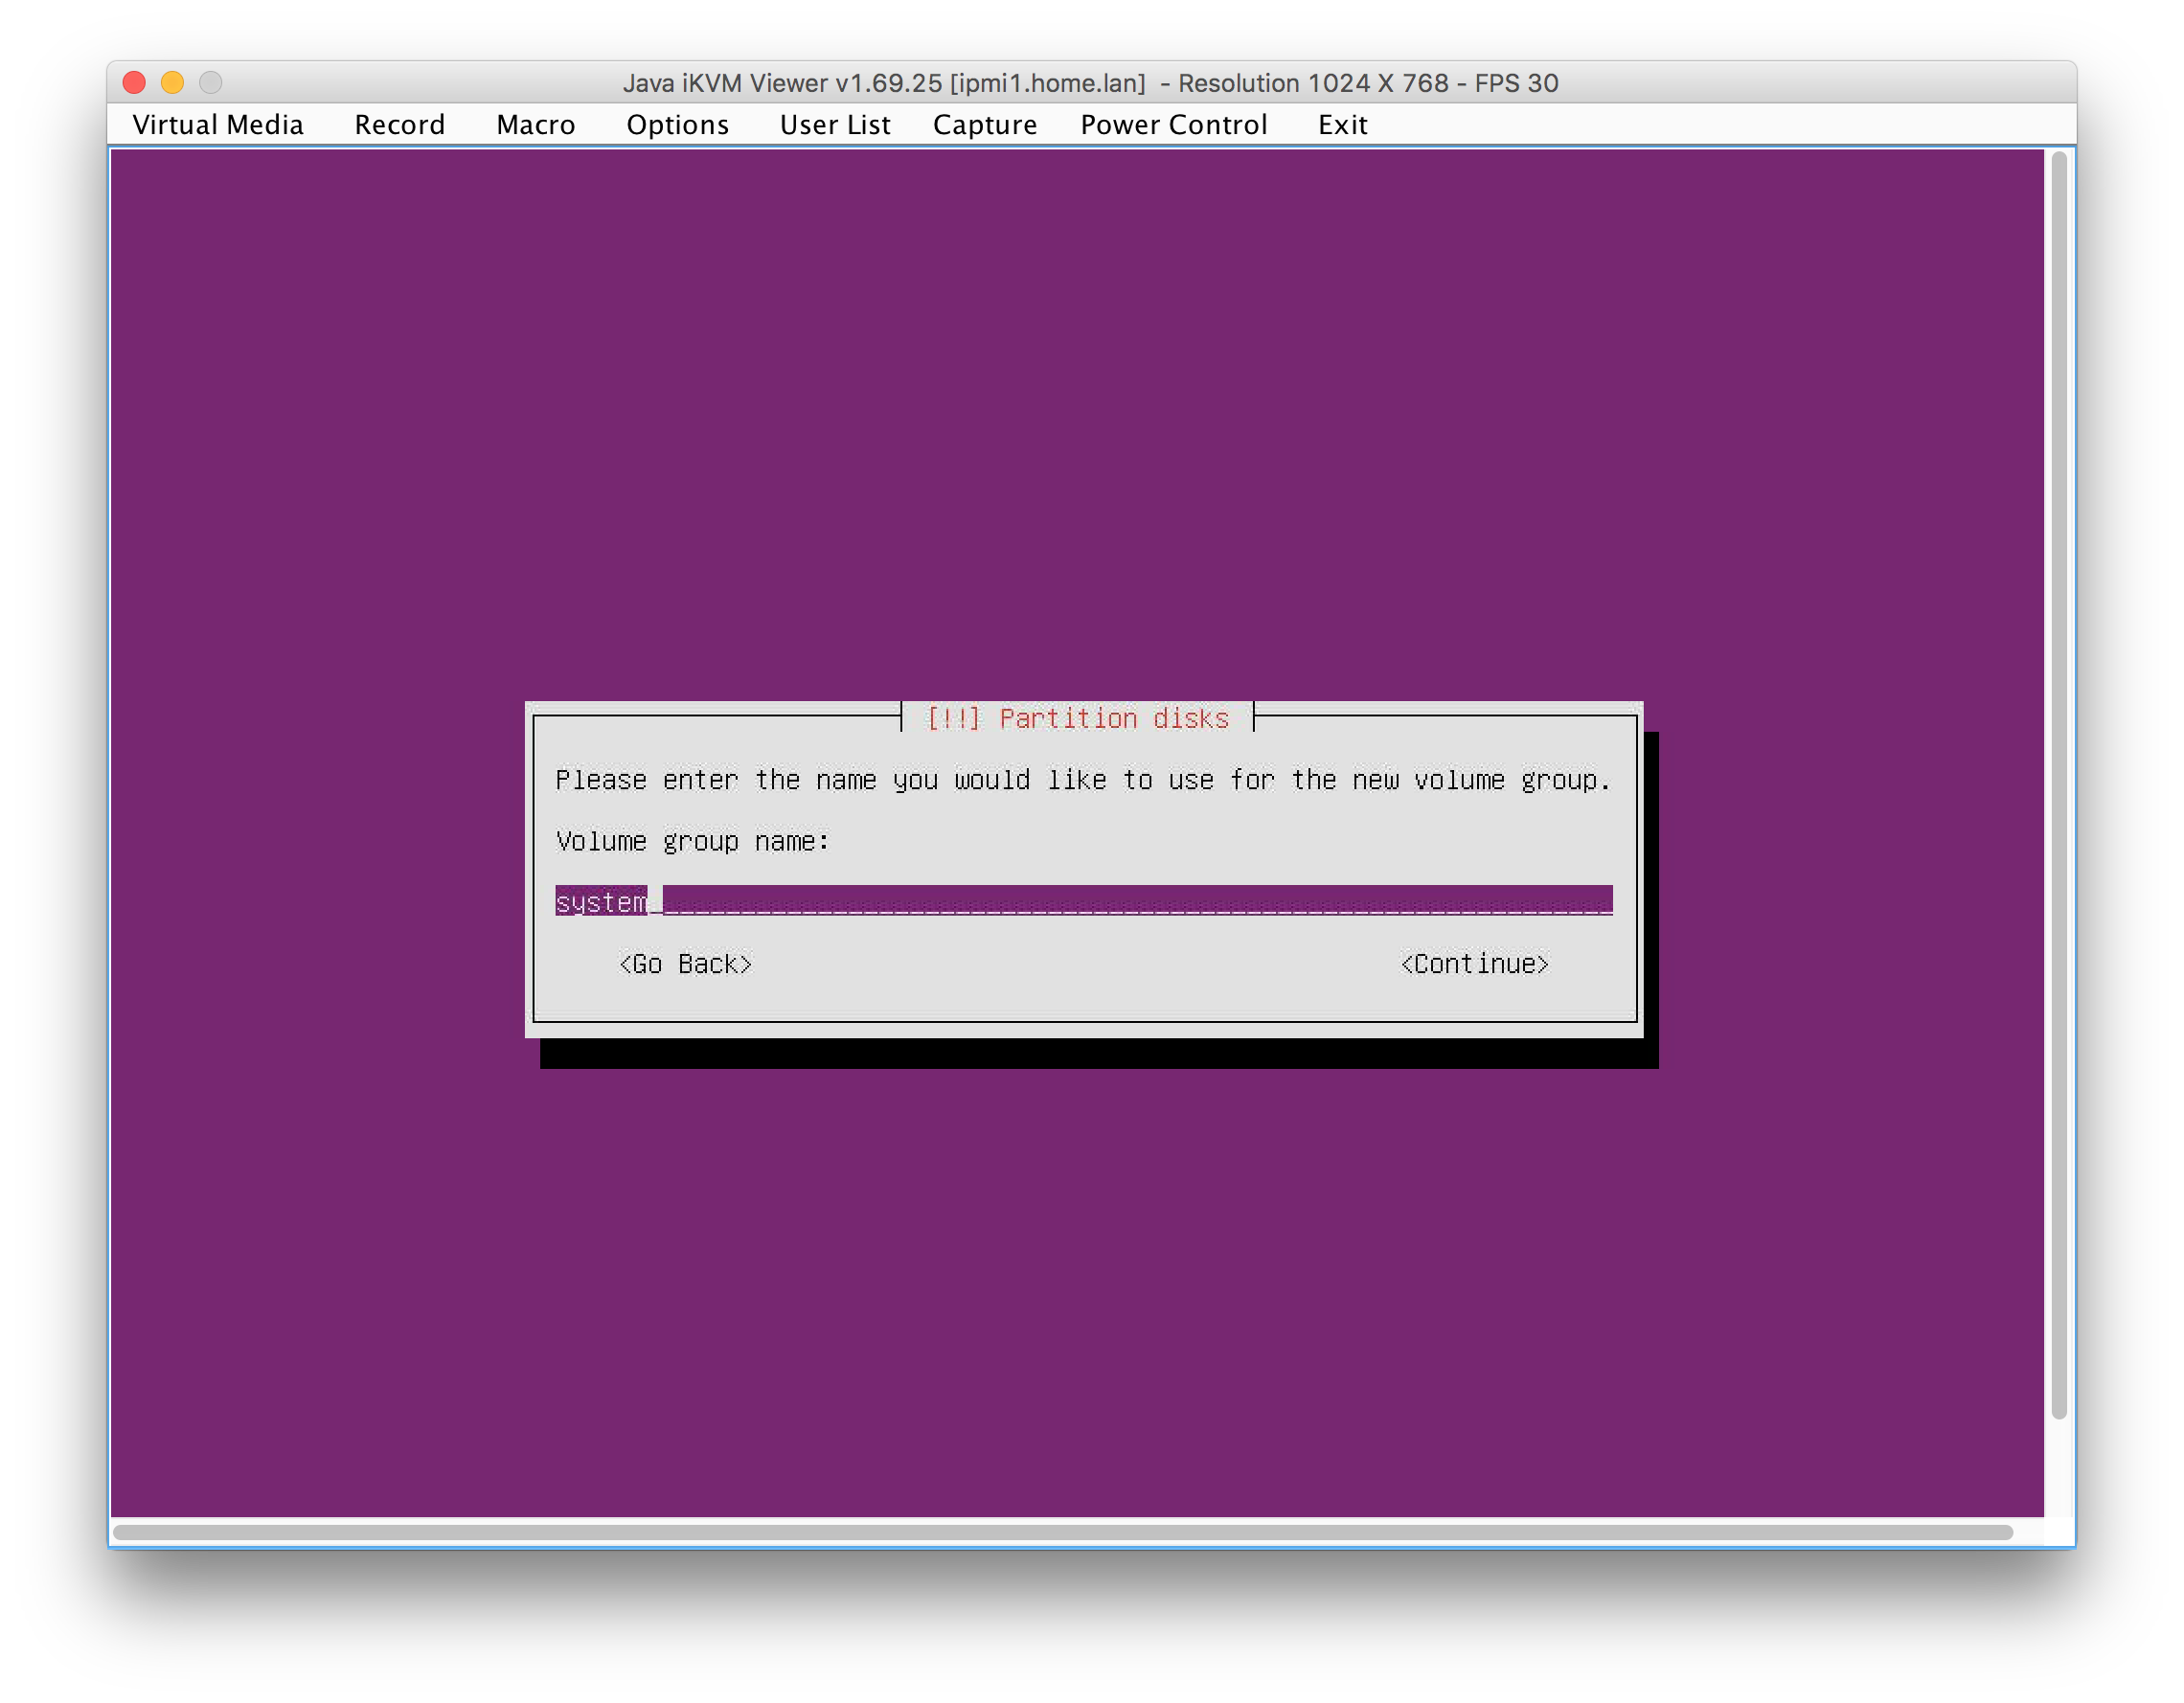 Java iKVM Viewer v1.69.25 [ipmi1.home.lan]  - Resolution 1024 X 768 - FPS 30
Virtual Media Record Macro Options User List Capture Power Control Exit
[!!] Partition disks
Please enter the name you would like to use for the new volume group.
Volume group name:
system
<Go Back> <Continue>